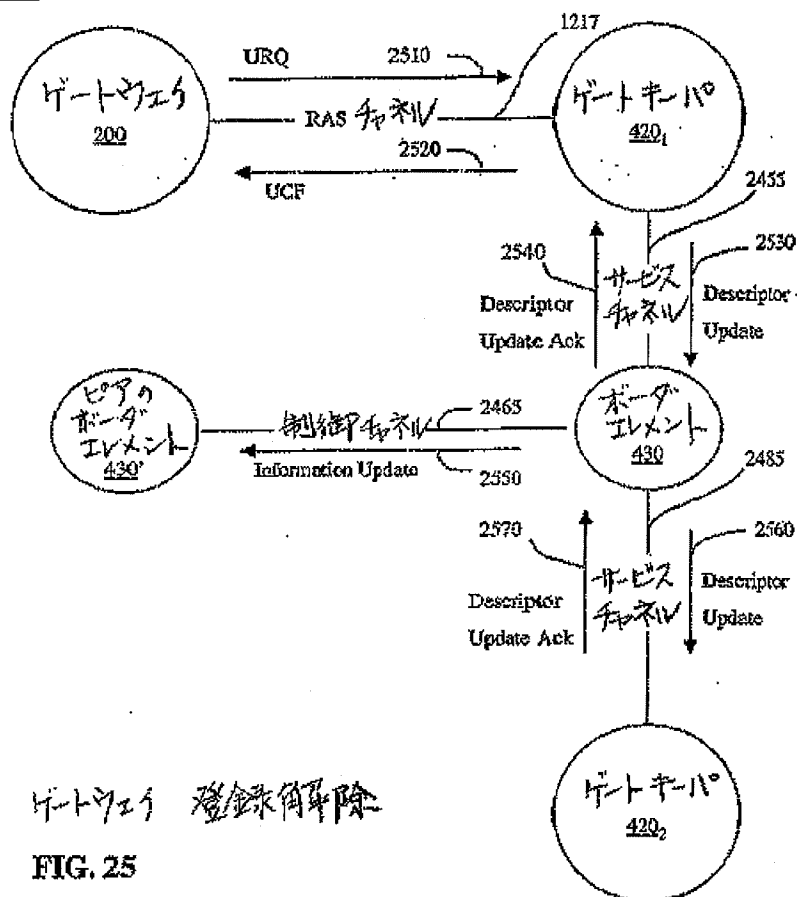 URQ 2510 1217
ゲートウェイ
200
RAS チャネル
ゲートキーパ
420₁
2520
UCF
2455
2540
2530
サービス
チャネル
Descriptor
Update Ack
Descriptor
Update
ピアの
ボーダ
エレメント
430'
制御チャネル
2465
Information Update
2550
ボーダ
エレメント
430
2485
2570
2560
サービス
チャネル
Descriptor
Update Ack
Descriptor
Update
ゲートキーパ
420₂
ゲートウェイ 登録解除
FIG. 25